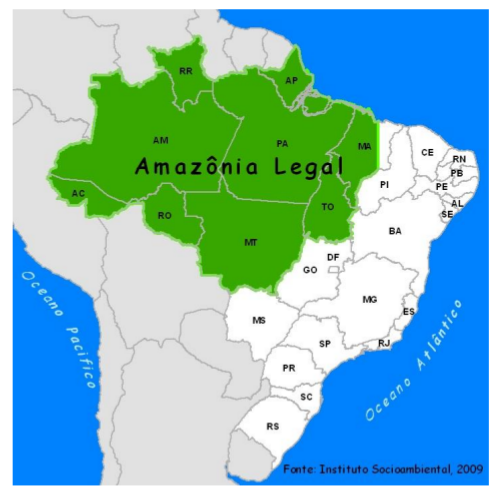 RR
AP
AM
PA
MA
CE
RN
PB
Amazônia Legal
PI
PE
AC
AL
TO
SE
RO
BA
MT
DF
GO
MG
Oceano pacifico
ES
MS
Oceano Atlântico
SP
RJ
PR
SC
RS
Fonte: Instituto Socioambiental, 2009